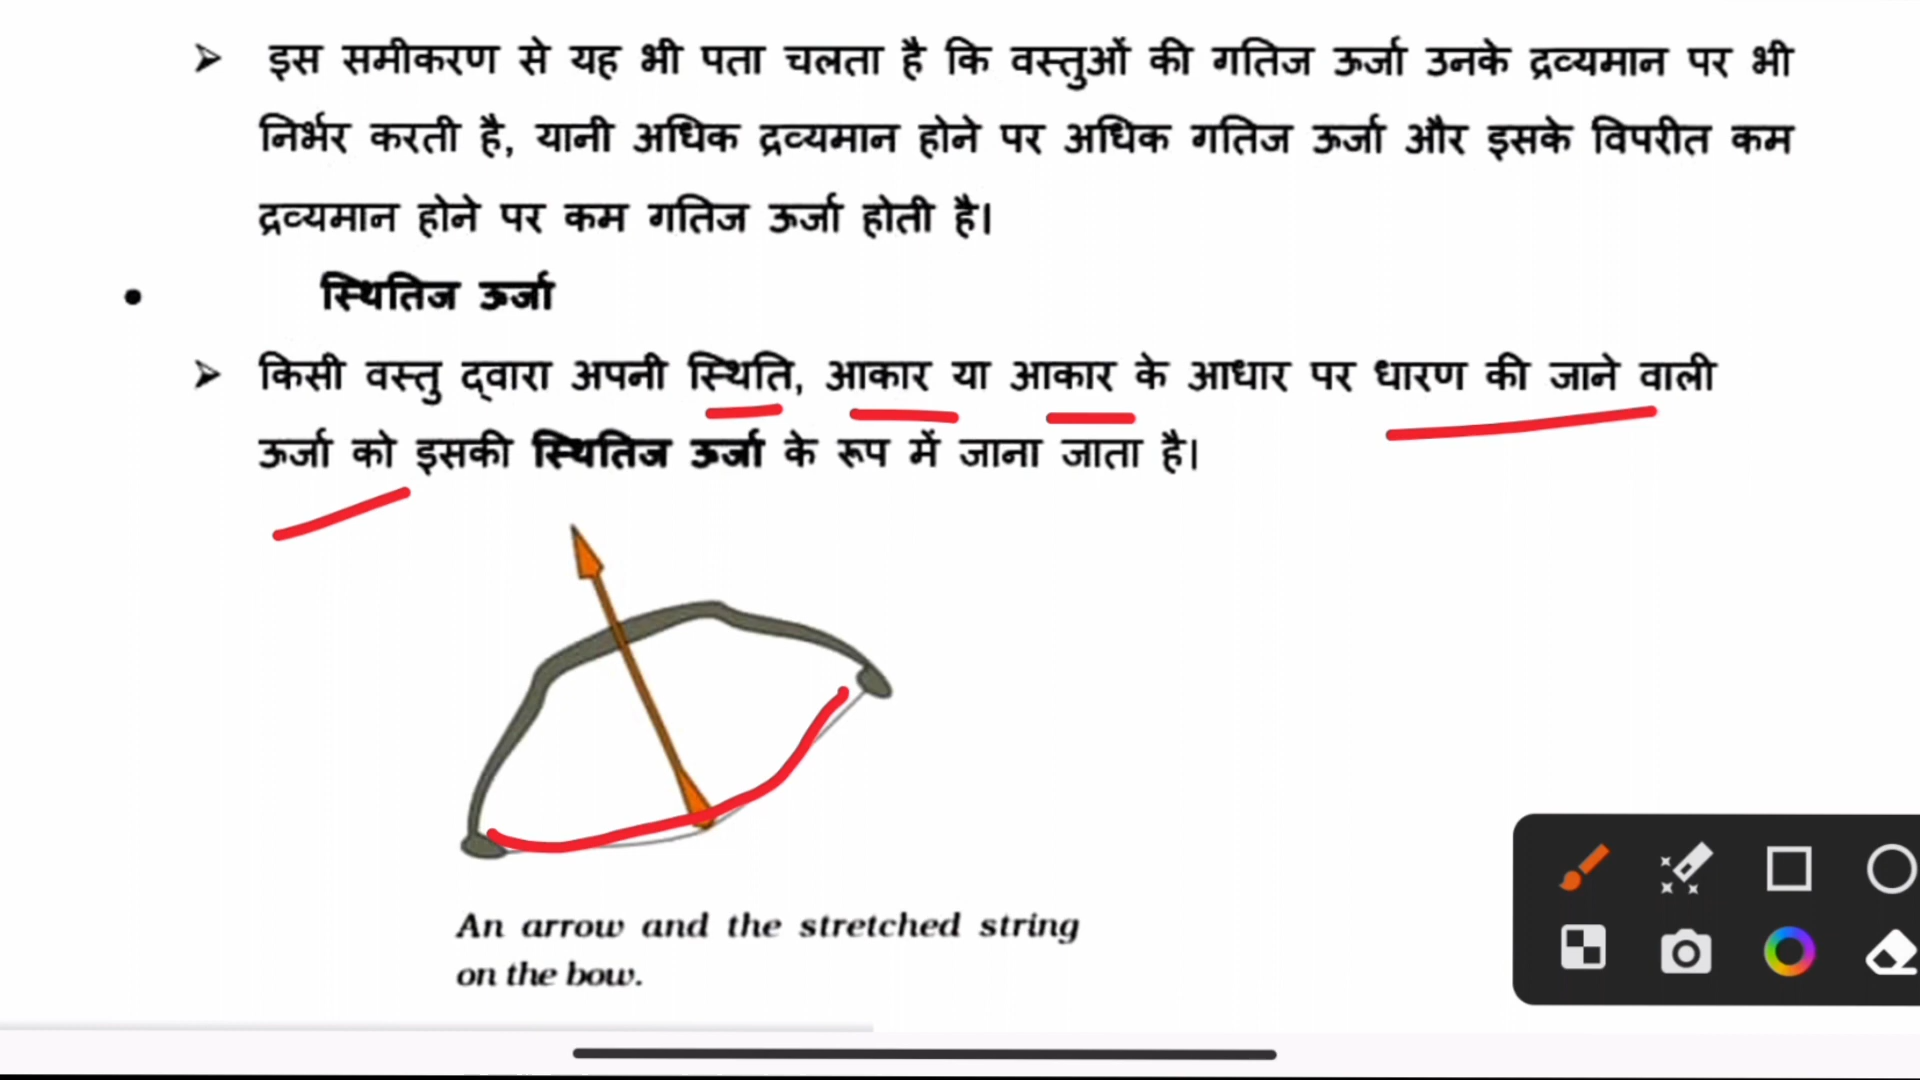 ➢ इस समीकरण से यह भी पता चलता है कि वस्तुओं की गतिज ऊर्जा उनके द्रव्यमान पर भी
निर्भर करती है, यानी अधिक द्रव्यमान होने पर अधिक गतिज ऊर्जा और इसके विपरीत कम
द्रव्यमान होने पर कम गतिज ऊर्जा होती है।
• स्थितिज ऊर्जा
➢ किसी वस्तु द्वारा अपनी स्थिति, आकार या आकार के आधार पर धारण की जाने वाली
ऊर्जा को इसकी स्थितिज ऊर्जा के रूप में जाना जाता है।
An arrow and the stretched string
on the bow.